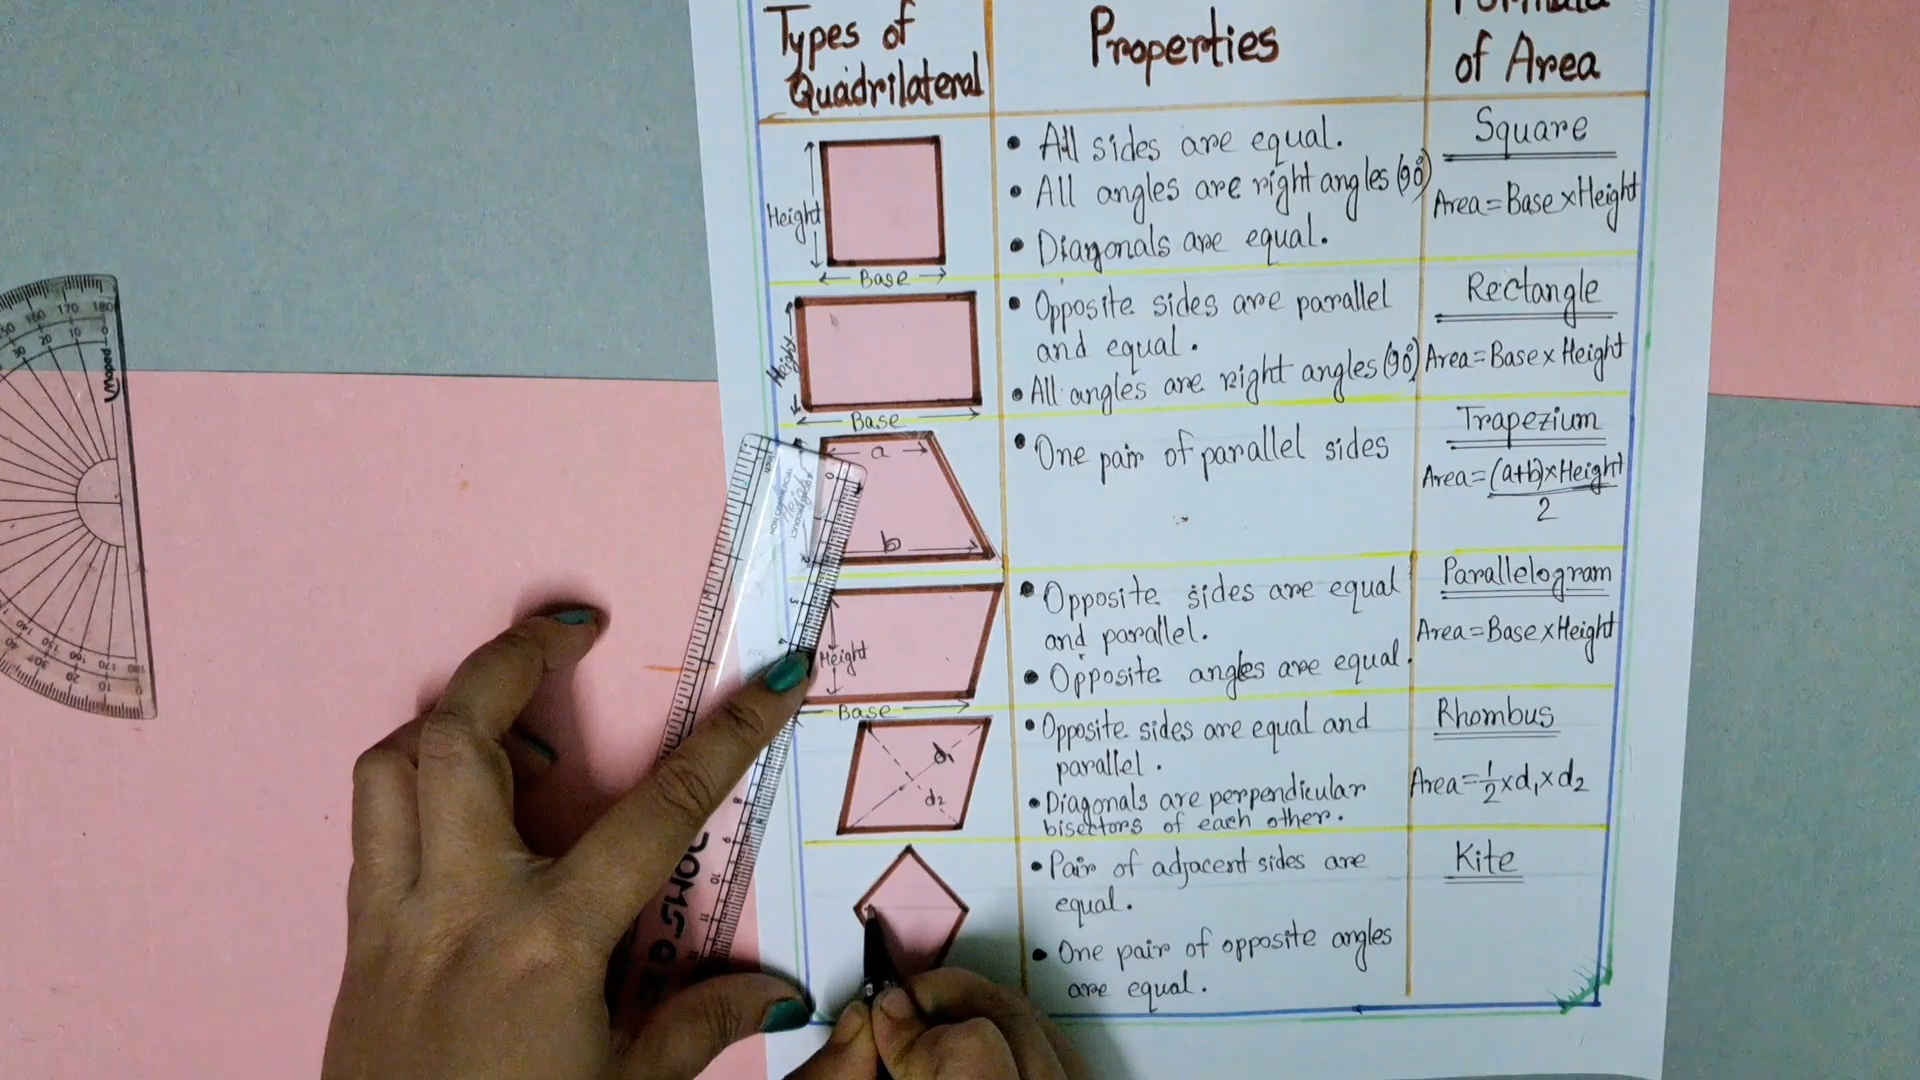 Types of
Quadrilateral
Properties
Formula
of Area
Height
Base
• All sides are equal.
• All angles are right angles (90°)
• Diagonals are equal.
Square
Area=Base×Height
Height
Base
• Opposite sides are parallel
and equal.
• All angles are right angles (90°)
Rectangle
Area=Base×Height
a
Height
b
• One pair of parallel sides
Trapezium
Area=(a+b)×Height
2
Height
Base
• Opposite sides are equal
and parallel.
• Opposite angles are equal.
Parallelogram
Area=Base×Height
d1
d2
• Opposite sides are equal and
parallel.
• Diagonals are perpendicular
bisectors of each other.
Rhombus
Area=1/2×d1×d2
• Pair of adjacent sides are
equal.
• One pair of opposite angles
are equal.
Kite
Maped